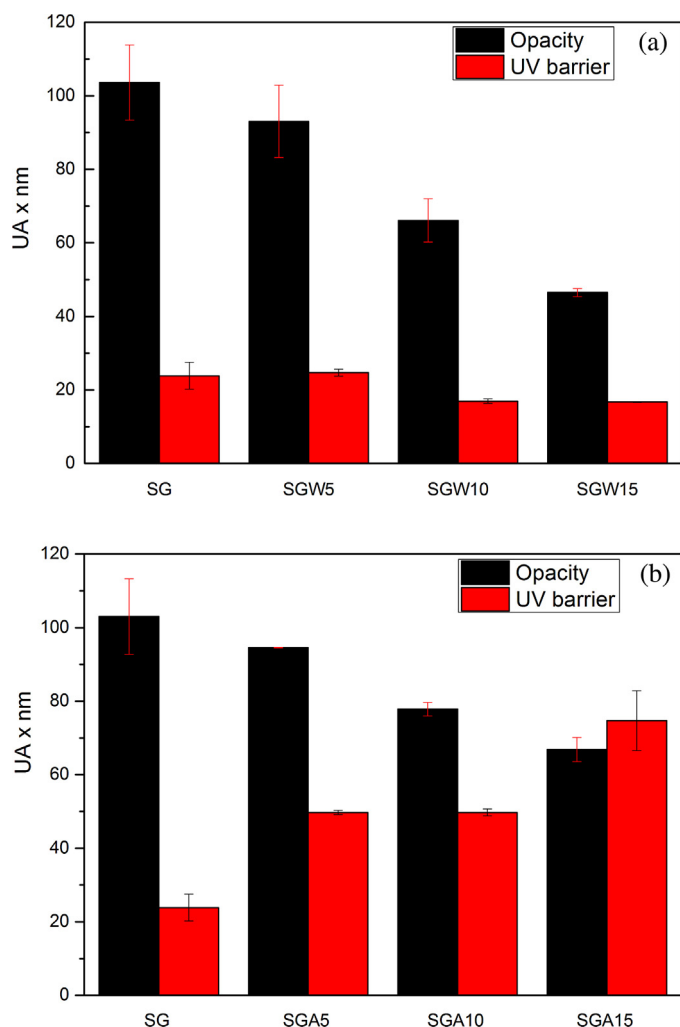 120
100
80
60
40
20
0
UA x nm
Opacity
UV barrier
(a)
SG SGW5 SGW10 SGW15
120
100
80
60
40
20
0
UA x nm
Opacity
UV barrier
(b)
SG SGA5 SGA10 SGA15